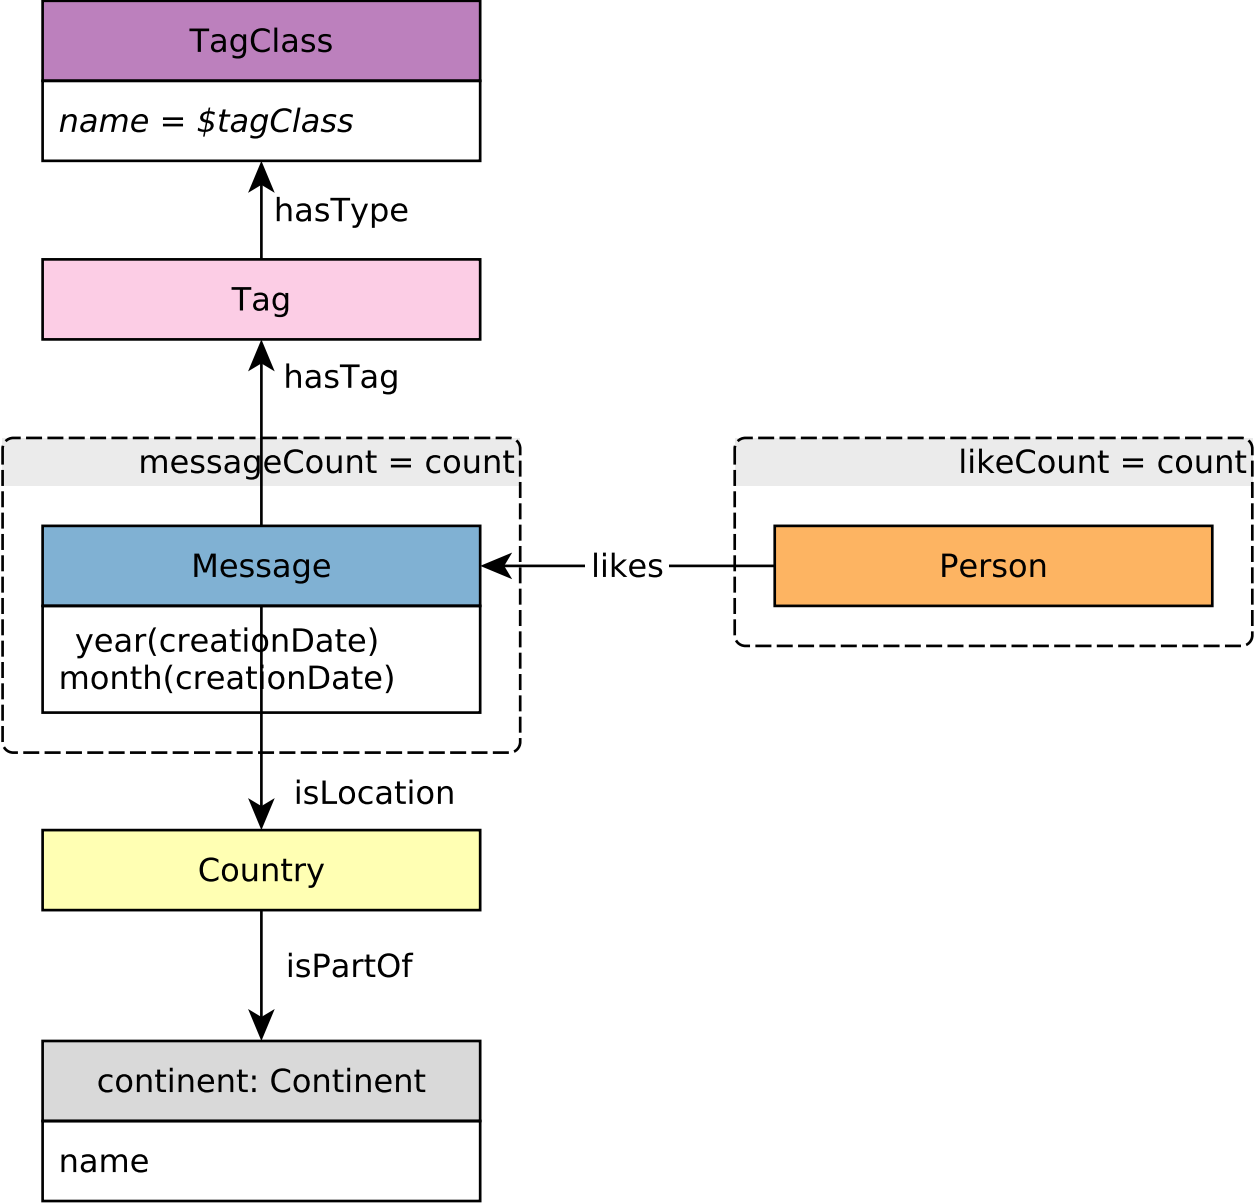 TagClass
name = $tagClass
hasType
Tag
hasTag
messageCount = count
likeCount = count
Message
likes
Person
year(creationDate)
month(creationDate)
isLocation
Country
isPartOf
continent: Continent
name